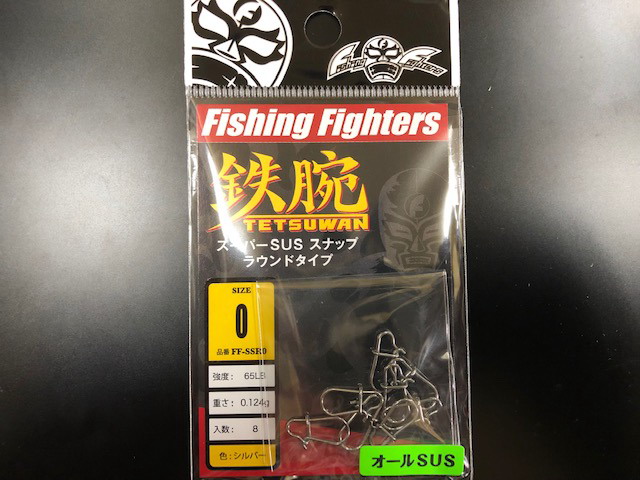 Fishing Fighters
Fishing Fighters
鉄腕
TETSUWAN
スーパーSUS スナップ
ラウンドタイプ
SIZE
0
品番 FF-SSR0
強度: 65LB
重さ: 0.124g
入数: 8
色:シルバー
オールSUS